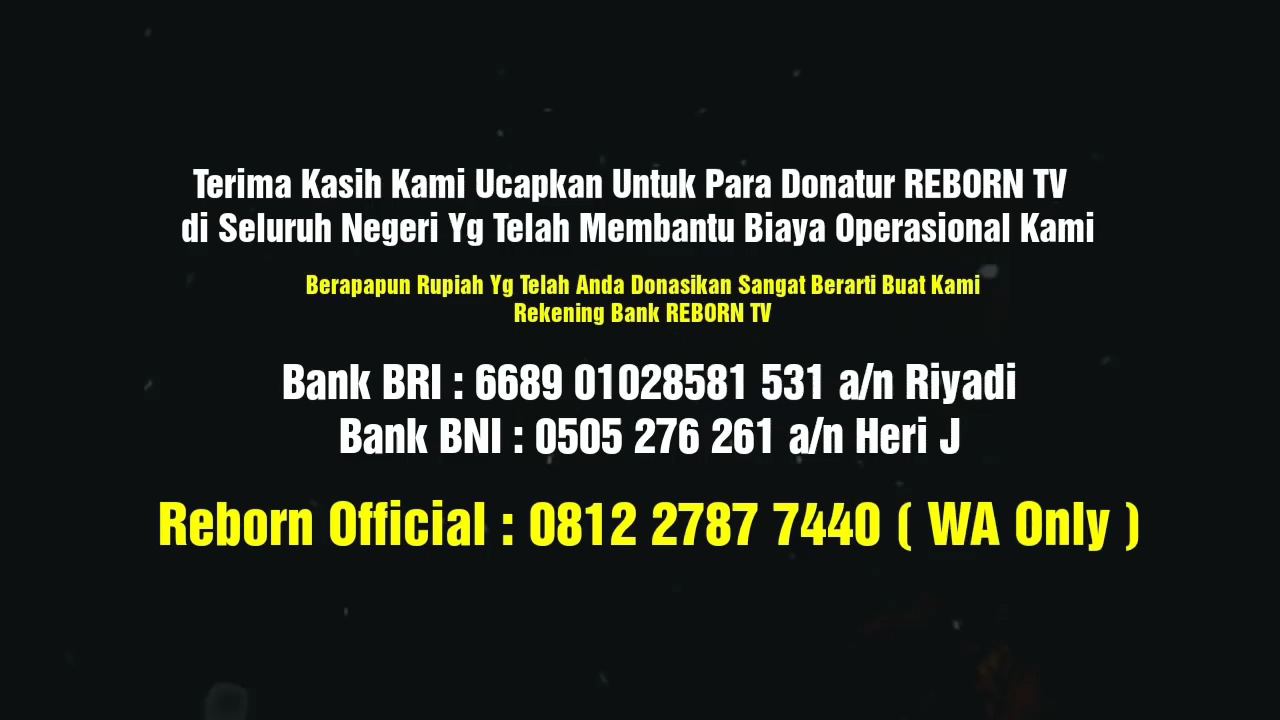 Terima Kasih Kami Ucapkan Untuk Para Donatur REBORN TV
di Seluruh Negeri Yg Telah Membantu Biaya Operasional Kami
Berapapun Rupiah Yg Telah Anda Donasikan Sangat Berarti Buat Kami
Rekening Bank REBORN TV
Bank BRI : 6689 01028581 531 a/n Riyadi
Bank BNI : 0505 276 261 a/n Heri J
Reborn Official : 0812 2787 7440 ( WA Only )